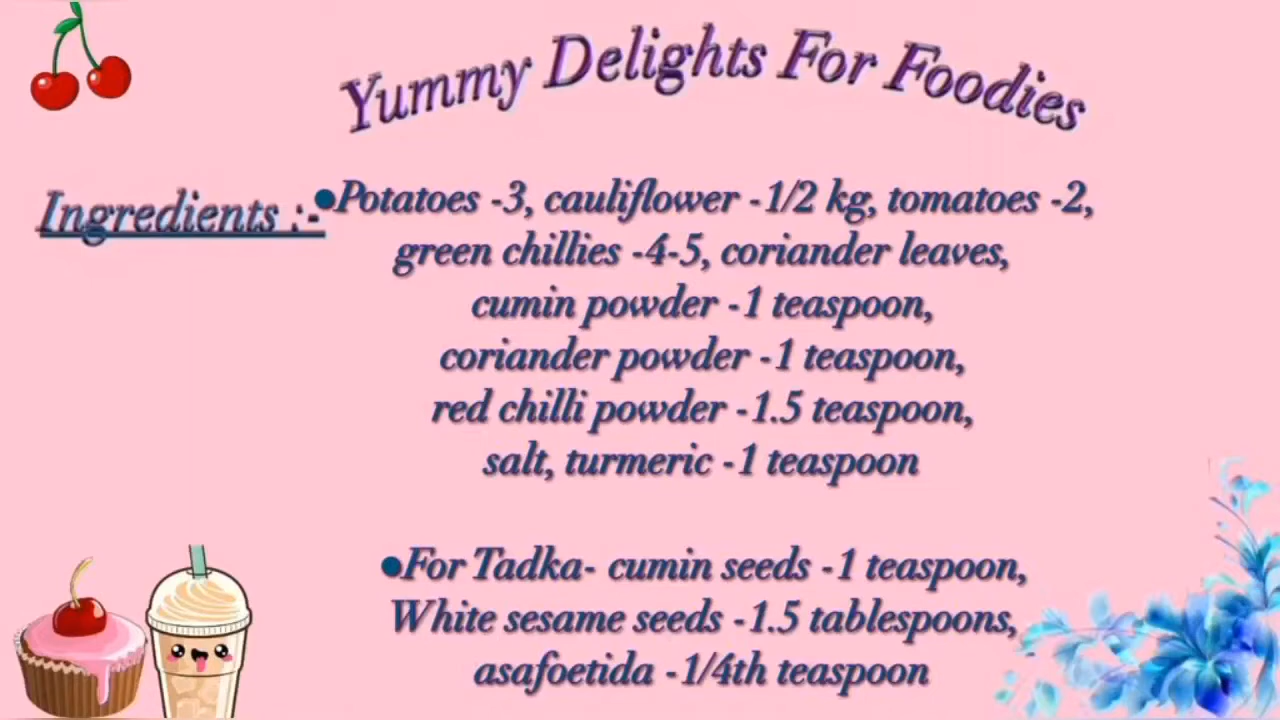 Yummy Delights For Foodies
Ingredients :-
●Potatoes -3, cauliflower -1/2 kg, tomatoes -2,
green chillies -4-5, coriander leaves,
cumin powder -1 teaspoon,
coriander powder -1 teaspoon,
red chilli powder -1.5 teaspoon,
salt, turmeric -1 teaspoon
●For Tadka- cumin seeds -1 teaspoon,
White sesame seeds -1.5 tablespoons,
asafoetida -1/4th teaspoon